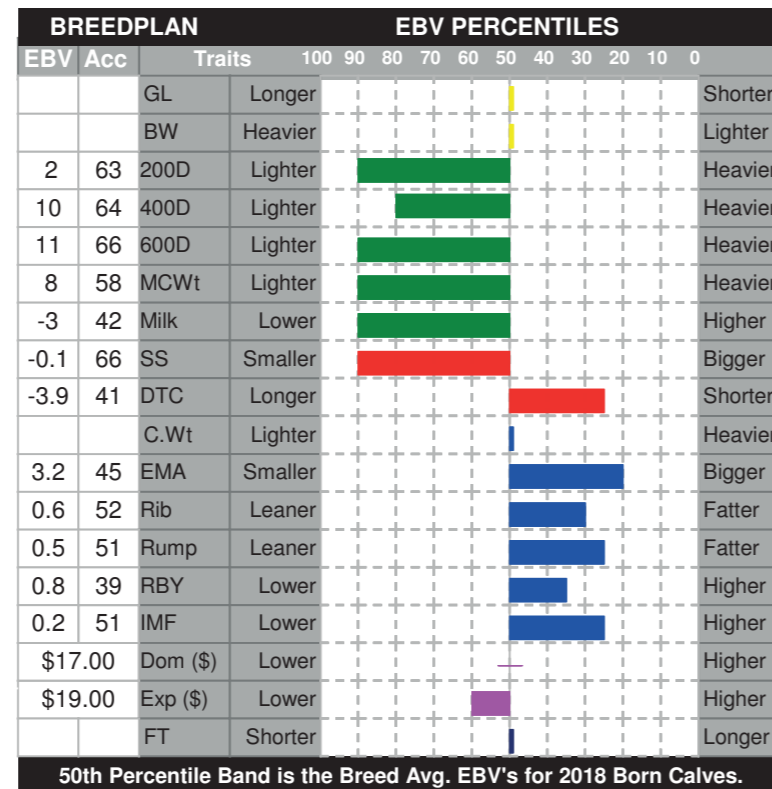 BREEDPLAN EBV PERCENTILES
EBV Acc Traits 100 90 80 70 60 50 40 30 20 10 0
GL Longer Shorter
BW Heavier Lighter
2 63 200D Lighter Heavier
10 64 400D Lighter Heavier
11 66 600D Lighter Heavier
8 58 MCWt Lighter Heavier
-3 42 Milk Lower Higher
-0.1 66 SS Smaller Bigger
-3.9 41 DTC Longer Shorter
C.Wt Lighter Heavier
3.2 45 EMA Smaller Bigger
0.6 52 Rib Leaner Fatter
0.5 51 Rump Leaner Fatter
0.8 39 RBY Lower Higher
0.2 51 IMF Lower Higher
$17.00 Dom ($) Lower Higher
$19.00 Exp ($) Lower Higher
FT Shorter Longer
50th Percentile Band is the Breed Avg. EBV's for 2018 Born Calves.